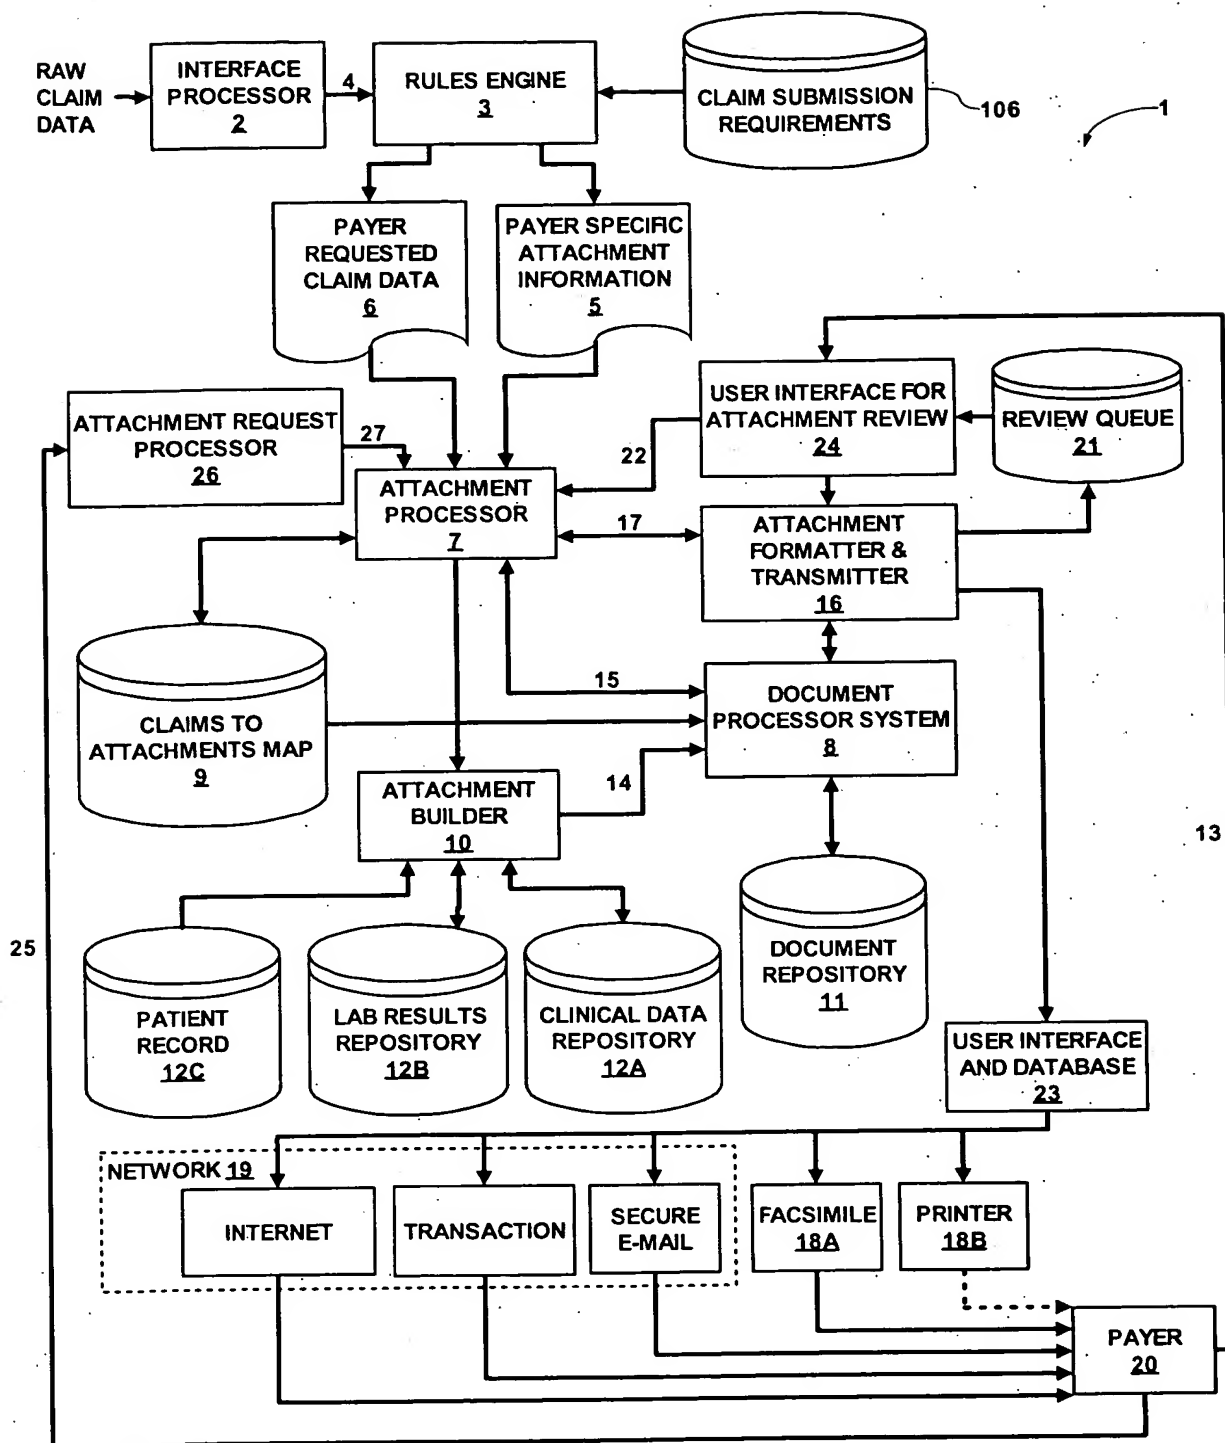 RAW
CLAIM
DATA
INTERFACE
PROCESSOR
2
4
RULES ENGINE
3
CLAIM SUBMISSION
REQUIREMENTS
106
1
PAYER
REQUESTED
CLAIM DATA
6
PAYER SPECIFIC
ATTACHMENT
INFORMATION
5
ATTACHMENT REQUEST
PROCESSOR
26
27
USER INTERFACE FOR
ATTACHMENT REVIEW
24
REVIEW QUEUE
21
22
ATTACHMENT
PROCESSOR
7
17
ATTACHMENT
FORMATTER &
TRANSMITTER
16
CLAIMS TO
ATTACHMENTS MAP
9
15
DOCUMENT
PROCESSOR SYSTEM
8
ATTACHMENT
BUILDER
10
14
13
25
PATIENT
RECORD
12C
LAB RESULTS
REPOSITORY
12B
CLINICAL DATA
REPOSITORY
12A
DOCUMENT
REPOSITORY
11
USER INTERFACE
AND DATABASE
23
NETWORK 19
INTERNET
TRANSACTION
SECURE
E-MAIL
FACSIMILE
18A
PRINTER
18B
PAYER
20